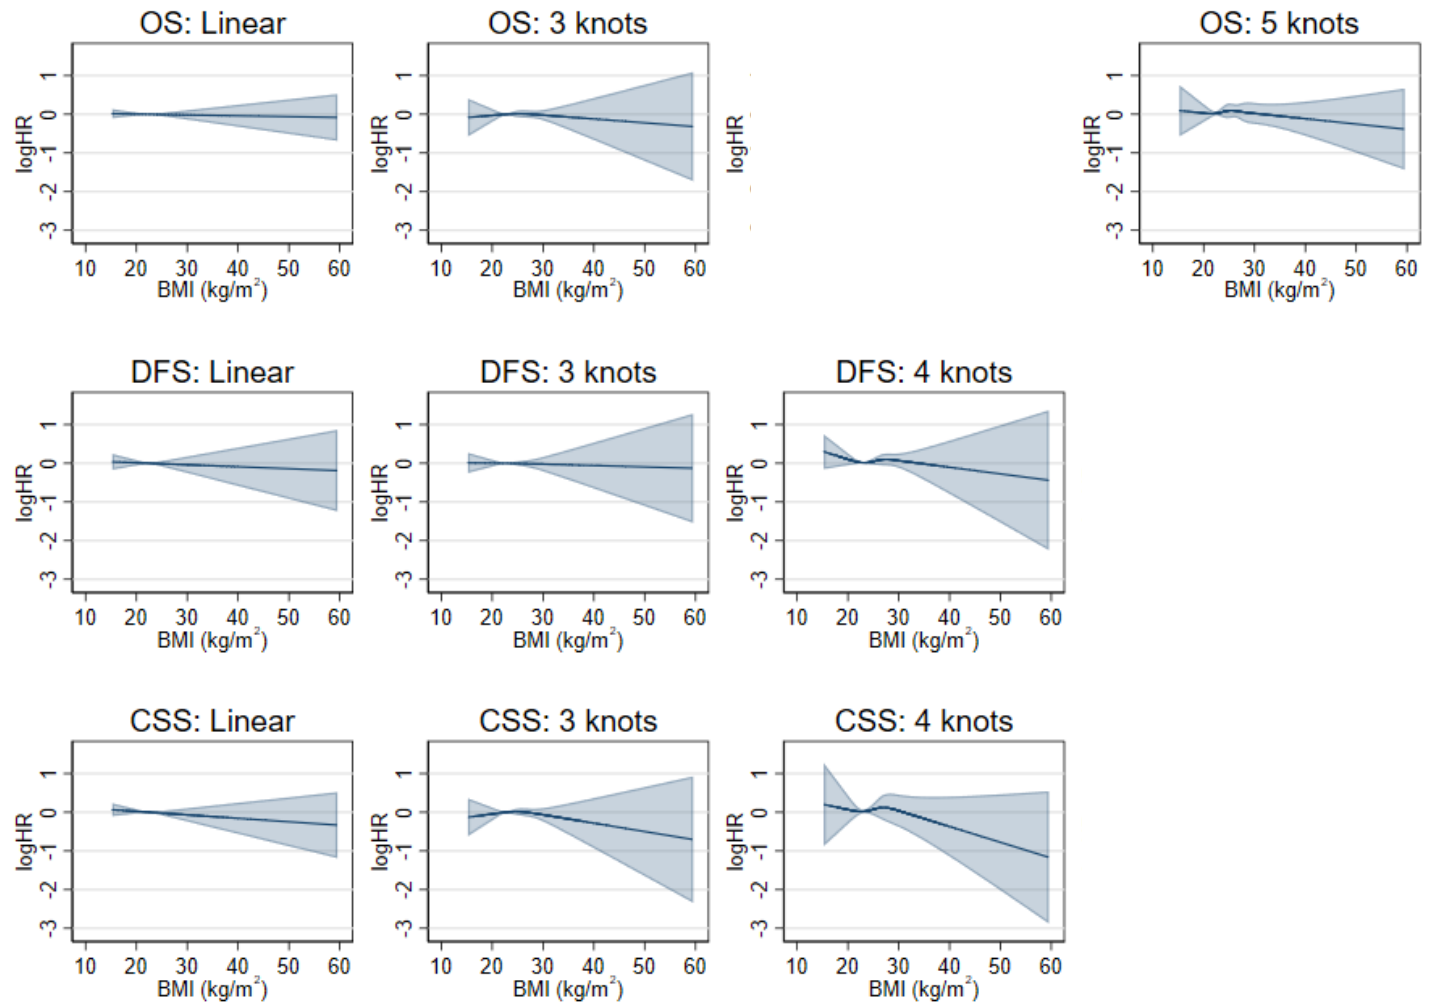 OS: Linear
OS: 3 knots
OS: 5 knots
logHR
1
0
-1
-2
-3
10 20 30 40 50 60
BMI (kg/m²)
logHR
1
0
-1
-2
-3
10 20 30 40 50 60
BMI (kg/m²)
logHR
logHR
1
0
-1
-2
-3
10 20 30 40 50 60
BMI (kg/m²)
DFS: Linear
DFS: 3 knots
DFS: 4 knots
logHR
1
0
-1
-2
-3
10 20 30 40 50 60
BMI (kg/m²)
logHR
1
0
-1
-2
-3
10 20 30 40 50 60
BMI (kg/m²)
logHR
1
0
-1
-2
-3
10 20 30 40 50 60
BMI (kg/m²)
CSS: Linear
CSS: 3 knots
CSS: 4 knots
logHR
1
0
-1
-2
-3
10 20 30 40 50 60
BMI (kg/m²)
logHR
1
0
-1
-2
-3
10 20 30 40 50 60
BMI (kg/m²)
logHR
1
0
-1
-2
-3
10 20 30 40 50 60
BMI (kg/m²)